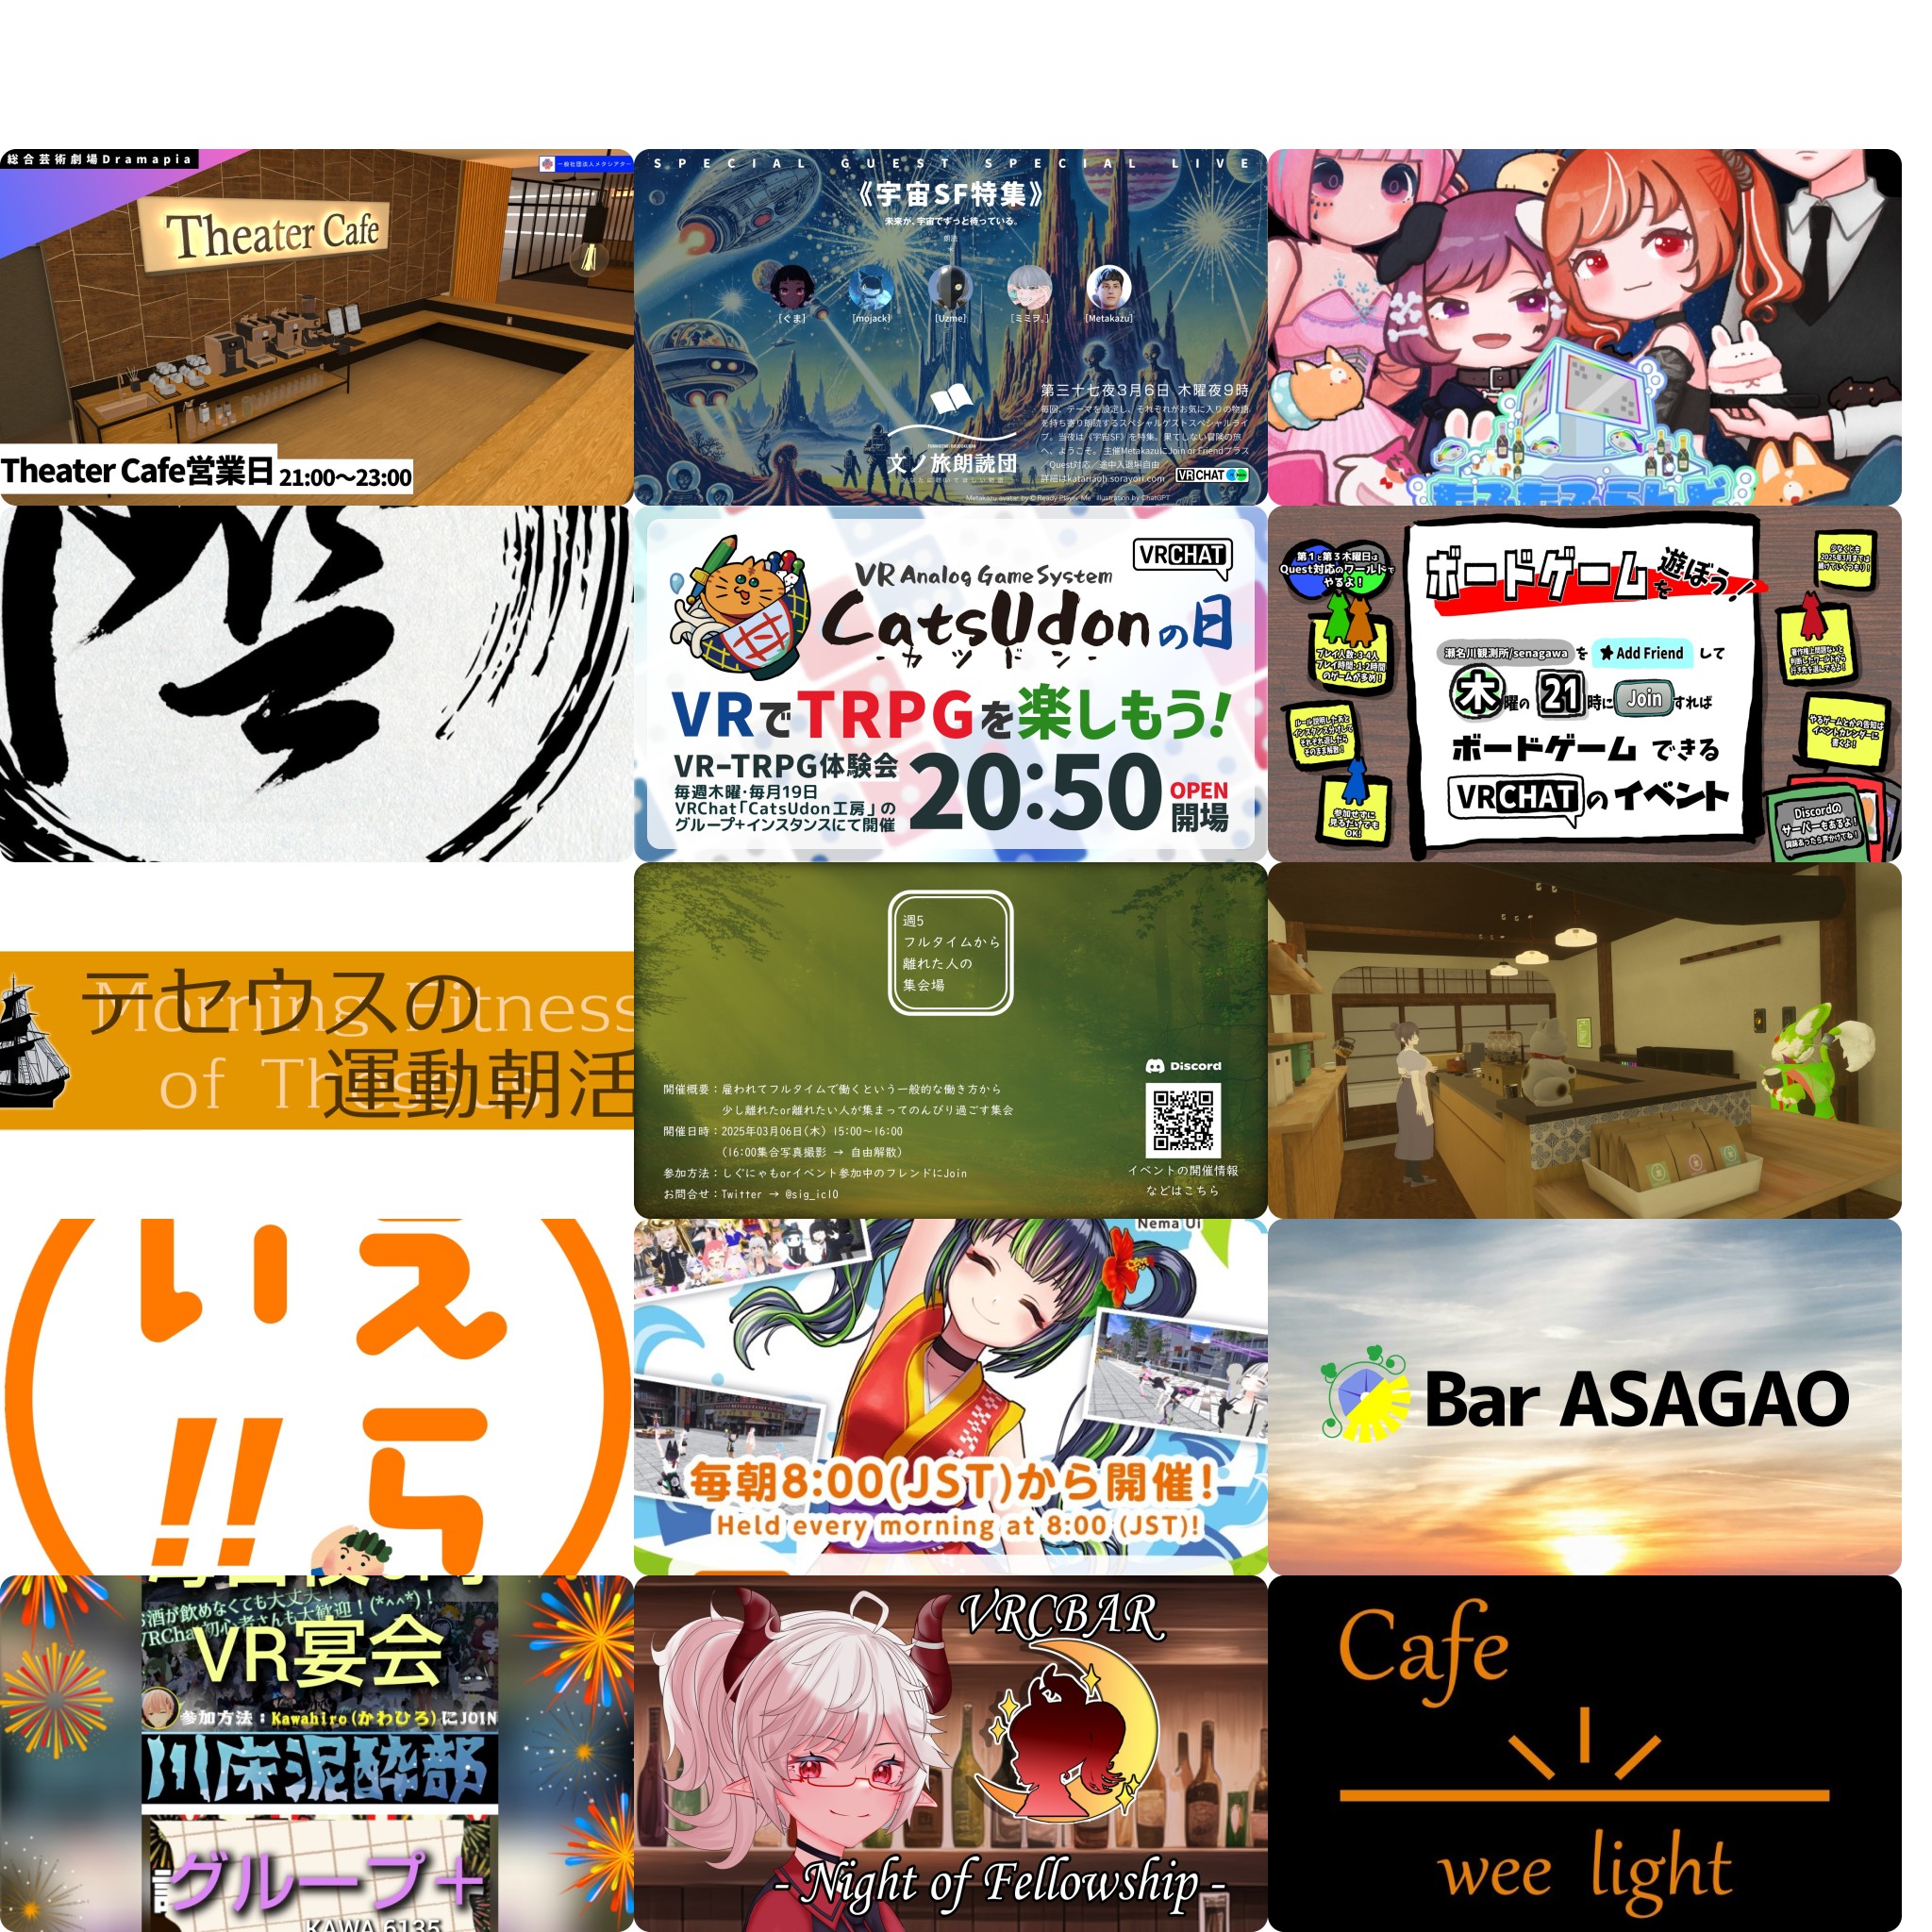 総合芸術劇場Dramapia
Theater Cafe
Theater Cafe営業日 21:00〜23:00
SPECIAL GUEST SPECIAL LIVE
《宇宙SF特集》
未来が、宇宙でずっと待っている。
朗読
[ぐま] [mojack] [Uzme] [ミミヲ。] [Metakazu]
第三十七夜3月6日 木曜夜9時
毎回、テーマを設定し、それぞれがお気に入りの物語
を持ち寄り朗読するスペシャルゲストスペシャルライ
ブ。当夜は《宇宙SF》を特集。果てしない冒険の旅
へ、ようこそ。 主催MetakazuにJoin or Friendプラス
/Quest対応/途中入退場自由
詳細はkatariaoh.sorayori.com
VRCHAT
文ノ旅朗読団
Metakazu avatar by © Ready Player Me Illustration by ChatGPT
VRCHAT
VR Analog Game System
CatsUdonの日
-カツドン-
VRでTRPGを楽しもう!
VR-TRPG体験会
毎週木曜・毎月19日
VRChat「CatsUdon工房」の
グループ+インスタンスにて開催
20:50
OPEN
開場
第1と第3木曜日は
Quest対応のワールドで
やるよ!
プレイ人数:3-4人
プレイ時間:1-2時間
のゲームが多め!
ルール説明したあと
インスタンス分けして
それぞれ遊んだら
そのまま解散!
参加せずに
見るだけでも
OK!
ボードゲームを遊ぼう!
瀬名川観測所/senagawa を Add Friend して
木曜の 21時に Join すれば
ボードゲーム できる
VRCHATの イベント
少なくとも
2025年3月までは
続けていくつもり!
やるゲームとかの告知は
イベントカレンダーに
書くよ!
Discordの
サーバーもあるよ!
興味あったら声かけてね!
テセウスの
Morning Fitness
of Theseus
運動朝活
週5
フルタイムから
離れた人の
集会場
開催概要：雇われてフルタイムで働くという一般的な働き方から
少し離れたor離れたい人が集まってのんびり過ごす集会
開催日時：2025年03月06日(木) 15:00〜16:00
(16:00集合写真撮影 → 自由解散)
参加方法：しぐにゃもorイベント参加中のフレンドにJoin
お問合せ：Twitter → @sig_icl0
Discord
イベントの開催情報
などはこちら
えら
い!!
Nema Ui
毎朝8:00(JST)から開催!
Held every morning at 8:00 (JST)!
Bar ASAGAO
お酒が飲めなくても大丈夫!
VRChat初心者さんも大歓迎!(*^^*)
VR宴会
参加方法：Kawahiro(かわひろ)にJOIN
川床泥酔部
グループ+
KAWA.6135
VRCBAR
- Night of Fellowship -
Cafe
wee light